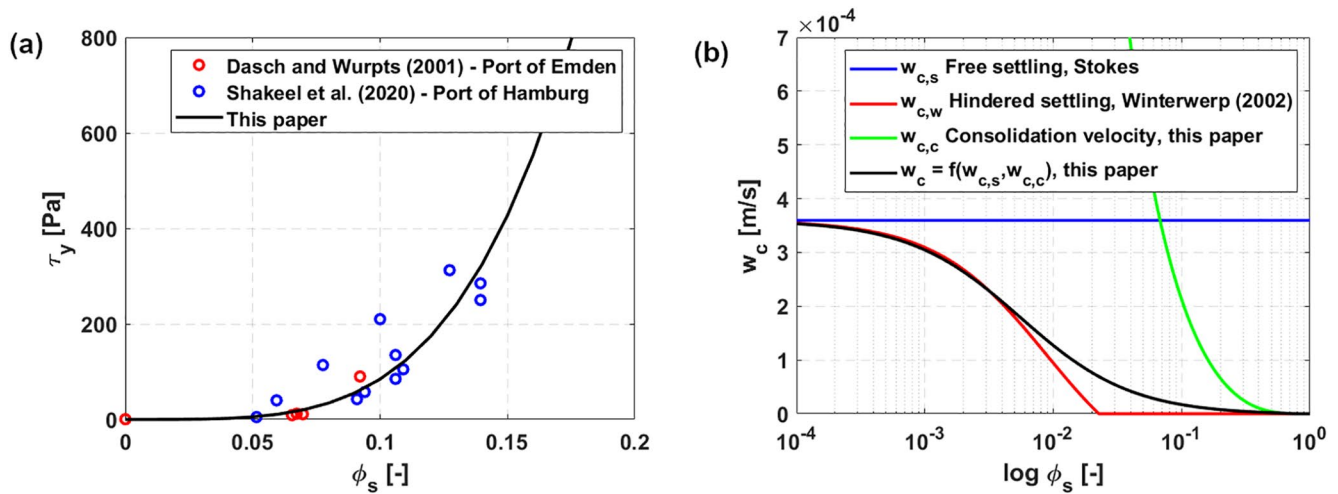 (a)
800
600
400
200
0
τy [Pa]
Dasch and Wurpts (2001) - Port of Emden
Shakeel et al. (2020) - Port of Hamburg
This paper
0 0.05 0.1 0.15 0.2
ϕs [-]
(b)
×10-4
7
6
5
4
3
2
1
0
wc [m/s]
wc,s Free settling, Stokes
wc,w Hindered settling, Winterwerp (2002)
wc,c Consolidation velocity, this paper
wc = f(wc,s,wc,c), this paper
10-4 10-3 10-2 10-1 100
log ϕs [-]